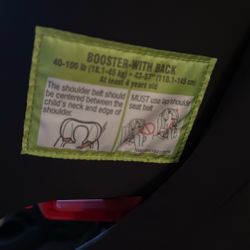 BOOSTER-WITH BACK
40-100 lb (18.1-45 kg) • 43-57" (110.1-145 cm)
At least 4 years old
The shoulder belt should
be centered between the
child's neck and edge of
shoulder.
MUST use lap/shoulder
seat belt.